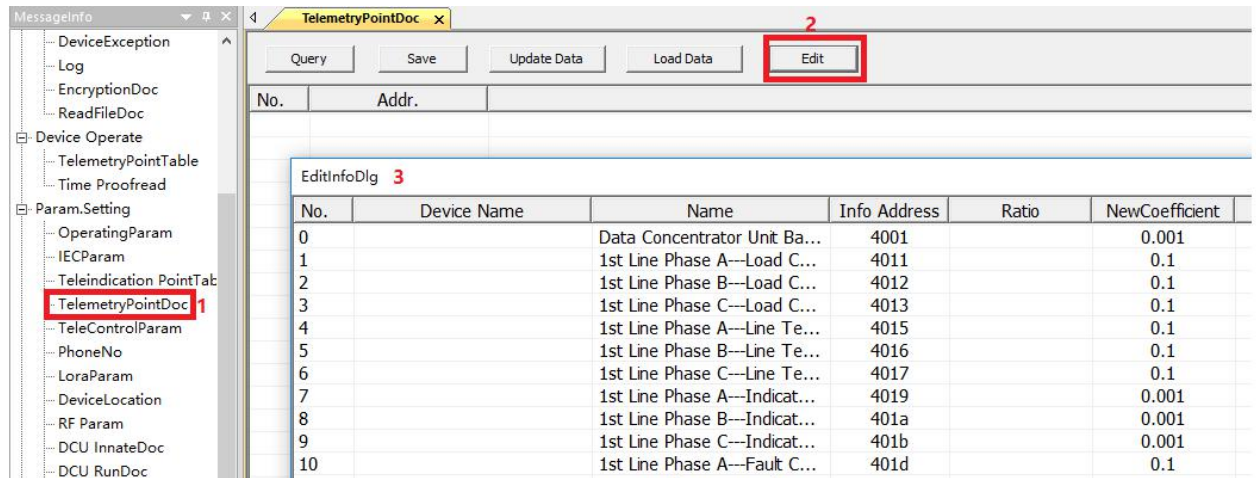 MessageInfo
DeviceException
Log
EncryptionDoc
ReadFileDoc
Device Operate
TelemetryPointTable
Time Proofread
Param.Setting
OperatingParam
IECParam
Teleindication PointTab
TelemetryPointDoc 1
TeleControlParam
PhoneNo
LoraParam
DeviceLocation
RF Param
DCU InnateDoc
DCU RunDoc
TelemetryPointDoc x
2
Query Save Update Data Load Data Edit
No. Addr.
EditInfoDlg 3
No. Device Name Name Info Address Ratio NewCoefficient
0 Data Concentrator Unit Ba... 4001 0.001
1 1st Line Phase A---Load C... 4011 0.1
2 1st Line Phase B---Load C... 4012 0.1
3 1st Line Phase C---Load C... 4013 0.1
4 1st Line Phase A---Line Te... 4015 0.1
5 1st Line Phase B---Line Te... 4016 0.1
6 1st Line Phase C---Line Te... 4017 0.1
7 1st Line Phase A---Indicat... 4019 0.001
8 1st Line Phase B---Indicat... 401a 0.001
9 1st Line Phase C---Indicat... 401b 0.001
10 1st Line Phase A---Fault C... 401d 0.1